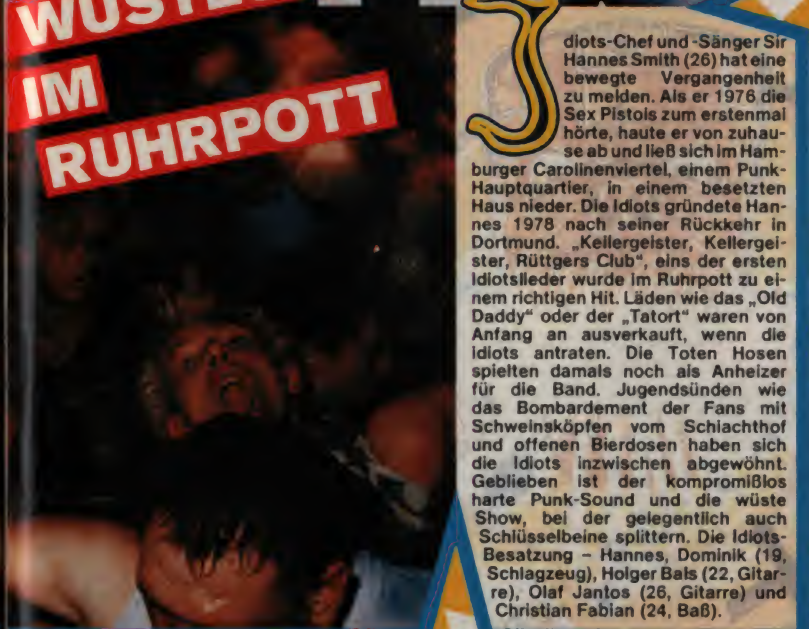 WÜSTE
IM
RUHRPOTT
Idiots-Chef und -Sänger Sir
Hannes Smith (26) hat eine
bewegte Vergangenheit
zu melden. Als er 1976 die
Sex Pistols zum erstenmal
hörte, haute er von zuhau-
se ab und ließ sich im Ham-
burger Carolinenviertel, einem Punk-
Hauptquartier, in einem besetzten
Haus nieder. Die Idiots gründete Han-
nes 1978 nach seiner Rückkehr in
Dortmund. „Kellergeister, Kellergei-
ster, Rüttgers Club“, eins der ersten
Idiotslieder wurde im Ruhrpott zu ei-
nem richtigen Hit. Läden wie das „Old
Daddy“ oder der „Tatort“ waren von
Anfang an ausverkauft, wenn die
Idiots antraten. Die Toten Hosen
spielten damals noch als Anheizer
für die Band. Jugendsünden wie
das Bombardement der Fans mit
Schweinsköpfen vom Schlachthof
und offenen Bierdosen haben sich
die Idiots inzwischen abgewöhnt.
Geblieben ist der kompromißlos
harte Punk-Sound und die wüste
Show, bei der gelegentlich auch
Schlüsselbeine splittern. Die Idiots-
Besatzung – Hannes, Dominik (19,
Schlagzeug), Holger Bals (22, Gitar-
re), Olaf Jantos (26, Gitarre) und
Christian Fabian (24, Baß).